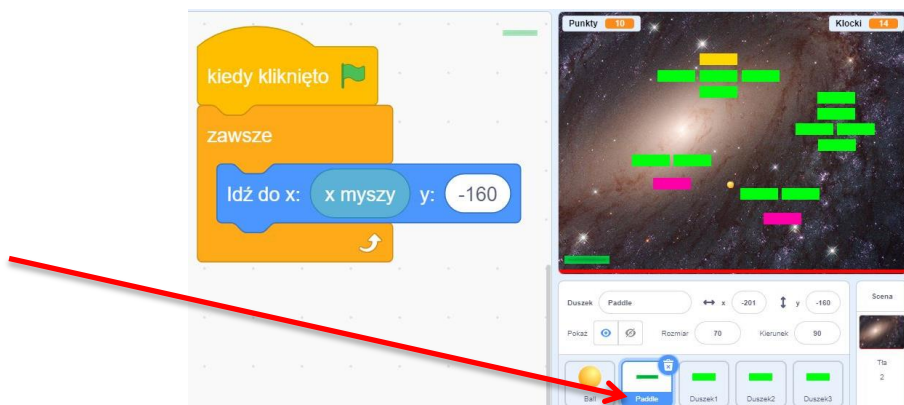 Punkty 10
Klocki 14
kiedy kliknięto
zawsze
Idź do x: x myszy y: -160
Duszek Paddle x -201 y -160
Pokaż Rozmiar 70 Kierunek 90
Scena
Tła
2
Ball Paddle Duszek1 Duszek2 Duszek3